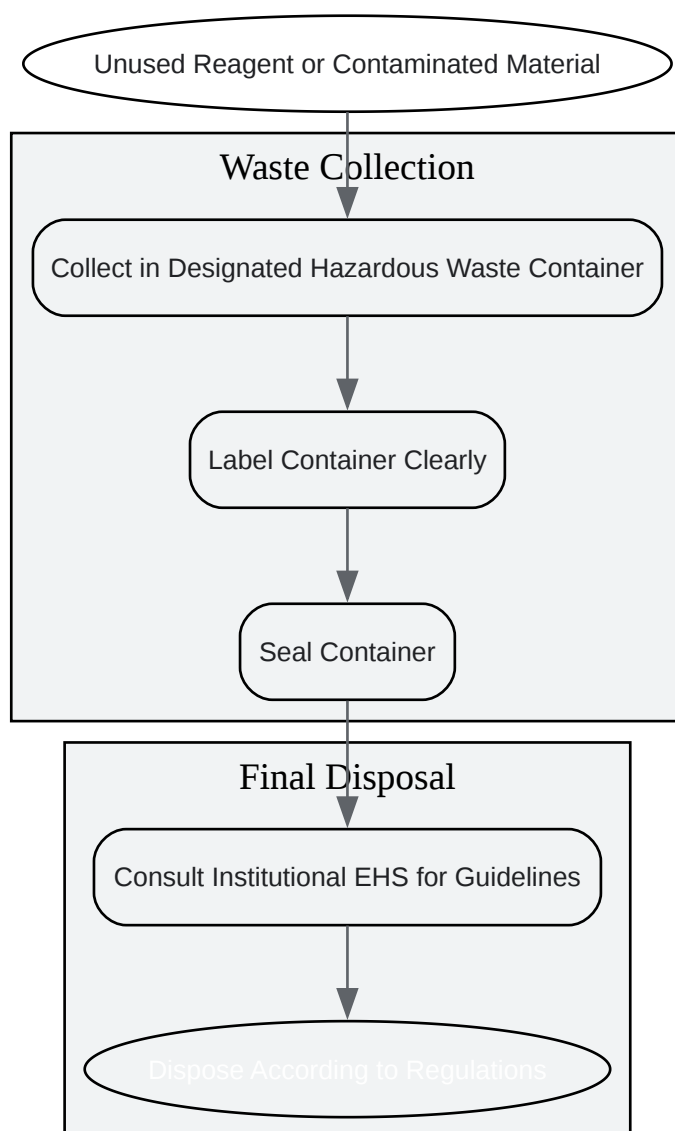 Unused Reagent or Contaminated Material
Waste Collection
Collect in Designated Hazardous Waste Container
Label Container Clearly
Seal Container
Final Disposal
Consult Institutional EHS for Guidelines
Dispose According to Regulations